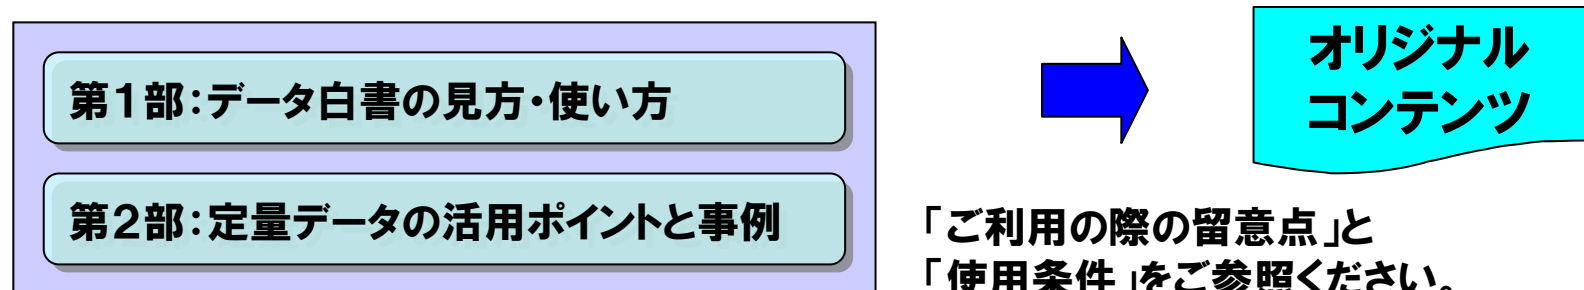 第1部：データ白書の見方・使い方
第2部：定量データの活用ポイントと事例
オリジナル
コンテンツ
「ご利用の際の留意点」と
「使用条件」をご参照ください。